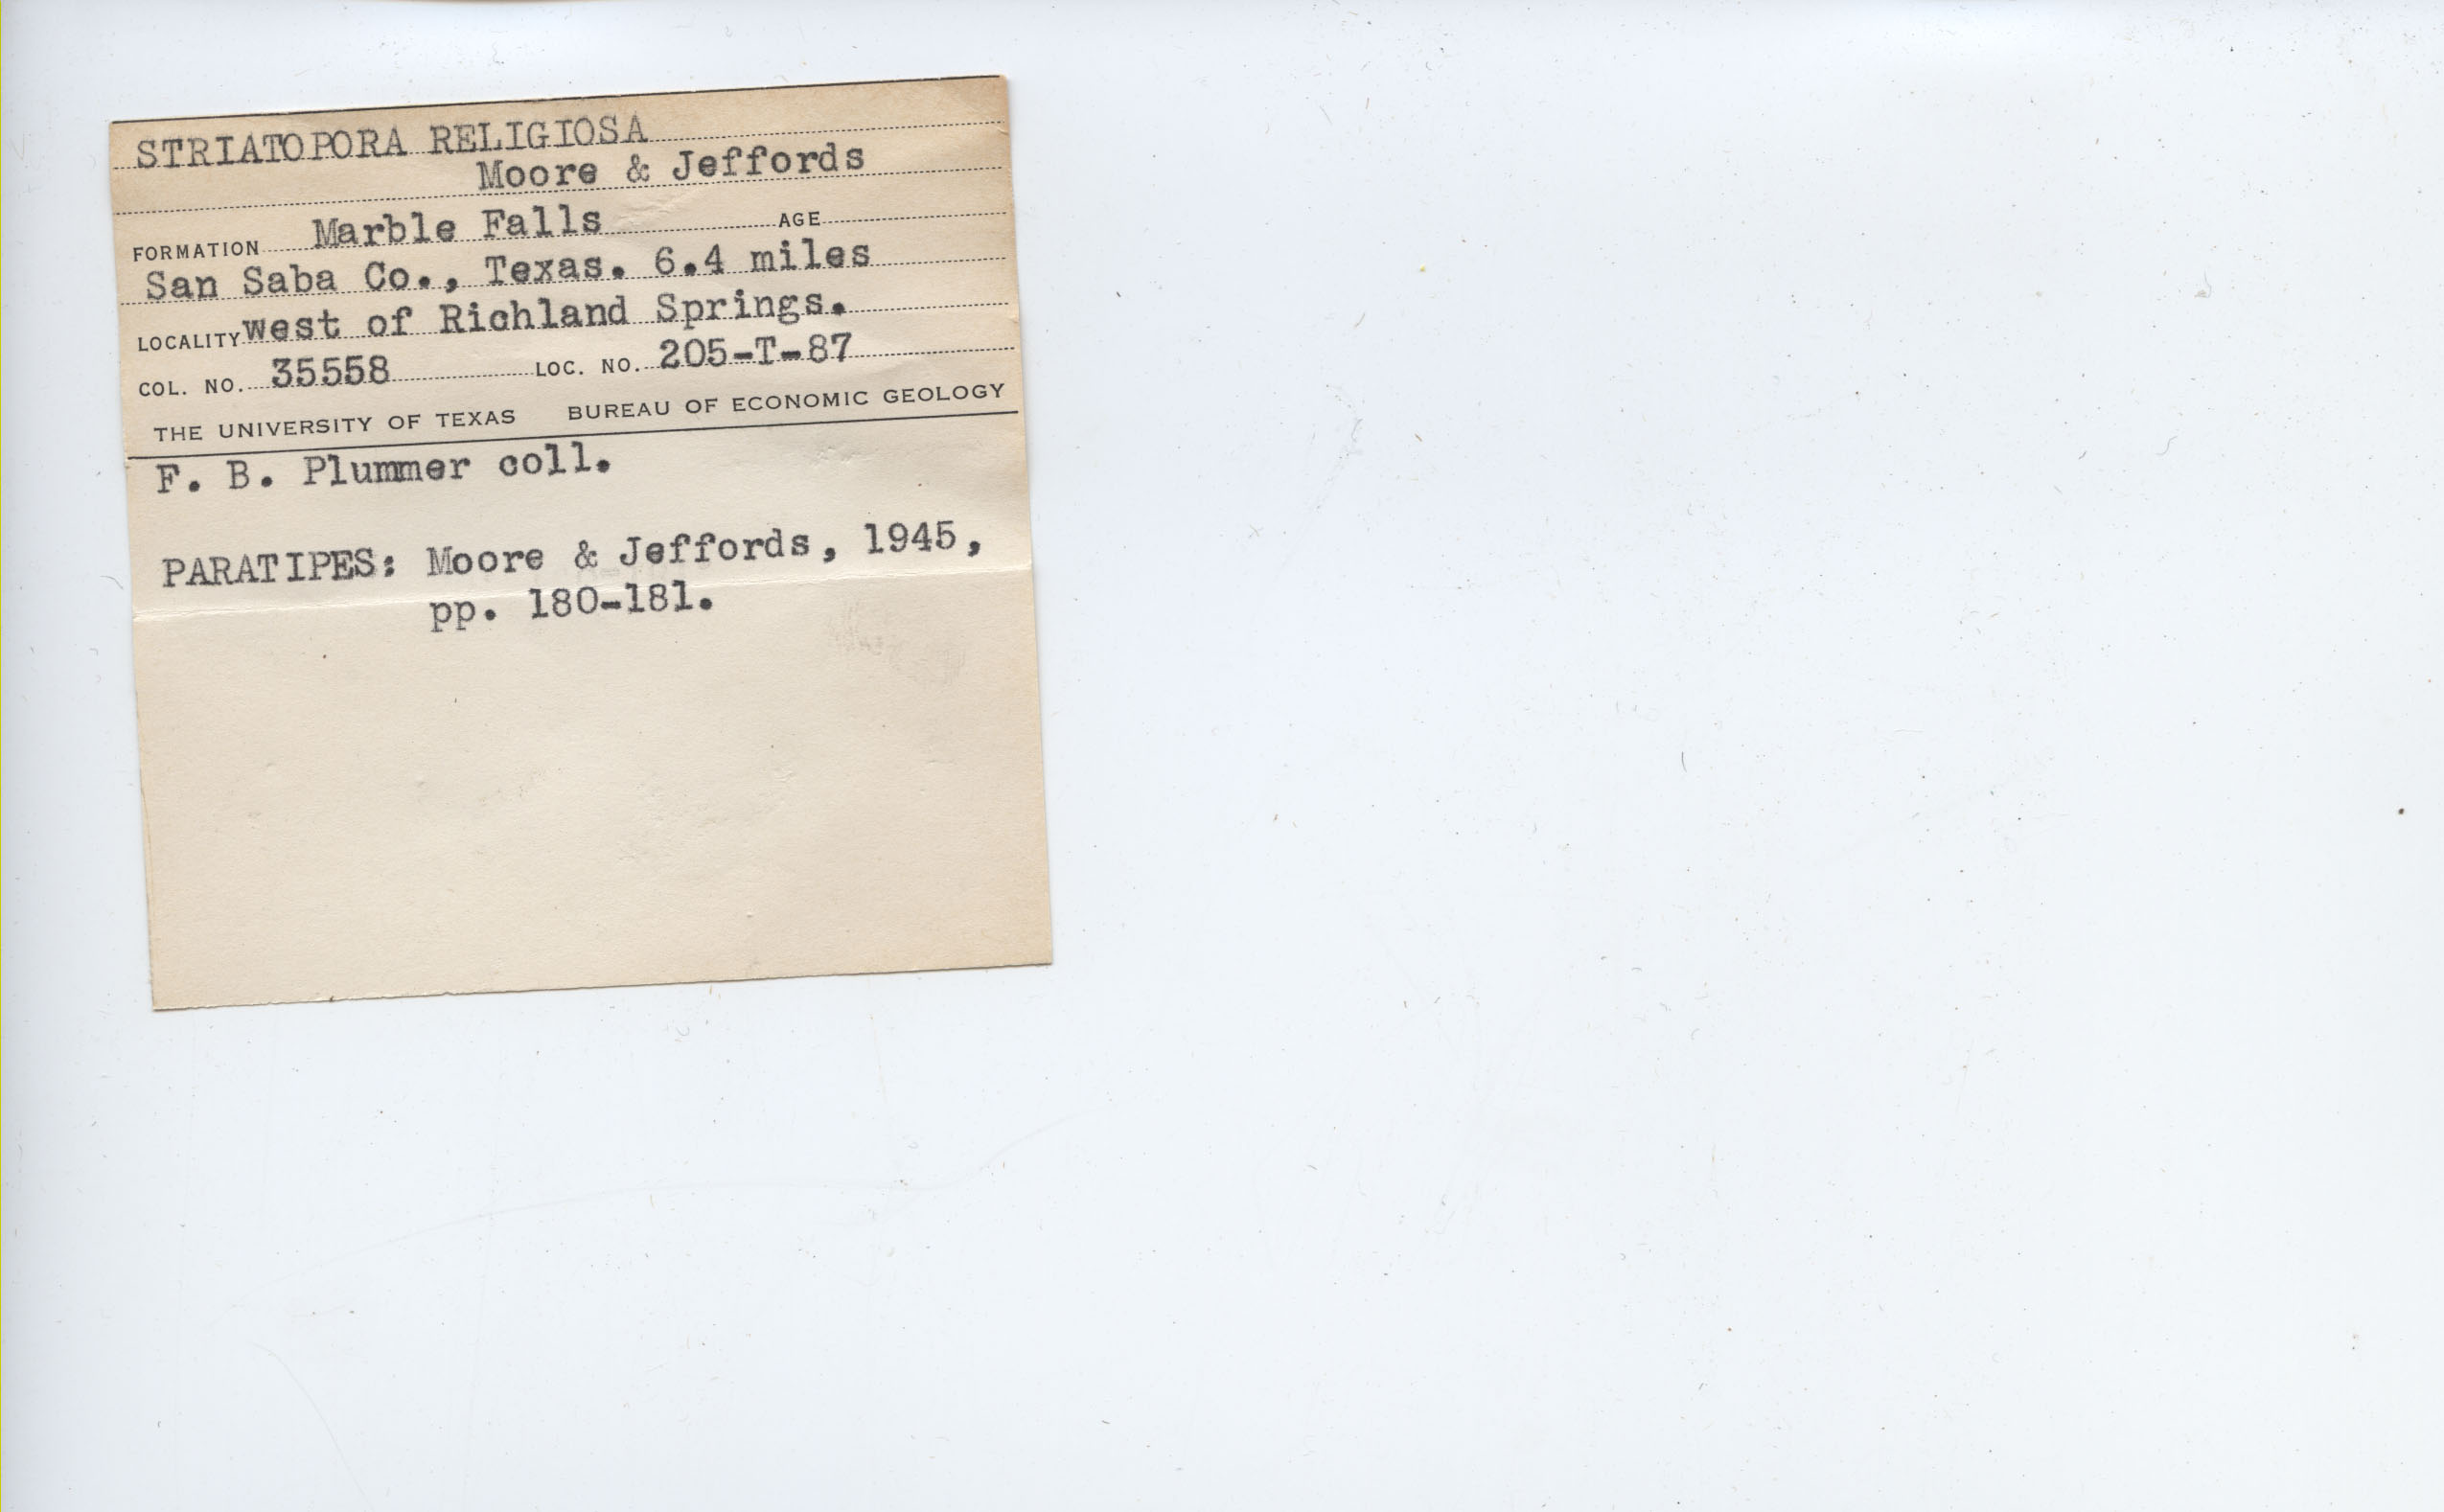 STRIATOPORA RELIGIOSA
Moore & Jeffords
FORMATION Marble Falls AGE
San Saba Co., Texas. 6.4 miles
LOCALITY west of Richland Springs.
COL. NO. 35558 LOC. NO. 205-T-87
THE UNIVERSITY OF TEXAS BUREAU OF ECONOMIC GEOLOGY
F. B. Plummer coll.
PARATIPES: Moore & Jeffords, 1945,
pp. 180-181.